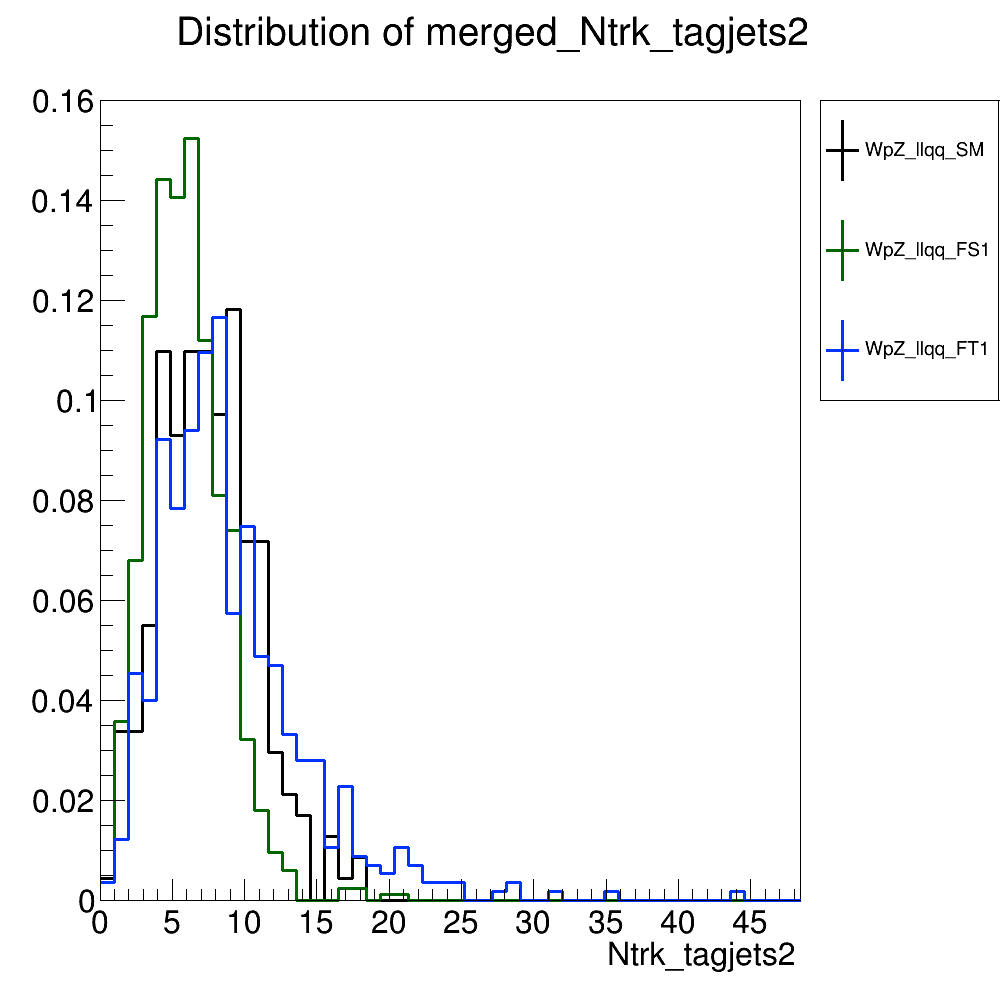 Distribution of merged_Ntrk_tagjets2
0.16
0.14
0.12
0.1
0.08
0.06
0.04
0.02
0
0 5 10 15 20 25 30 35 40 45
Ntrk_tagjets2
WpZ_llqq_SM
WpZ_llqq_FS1
WpZ_llqq_FT1